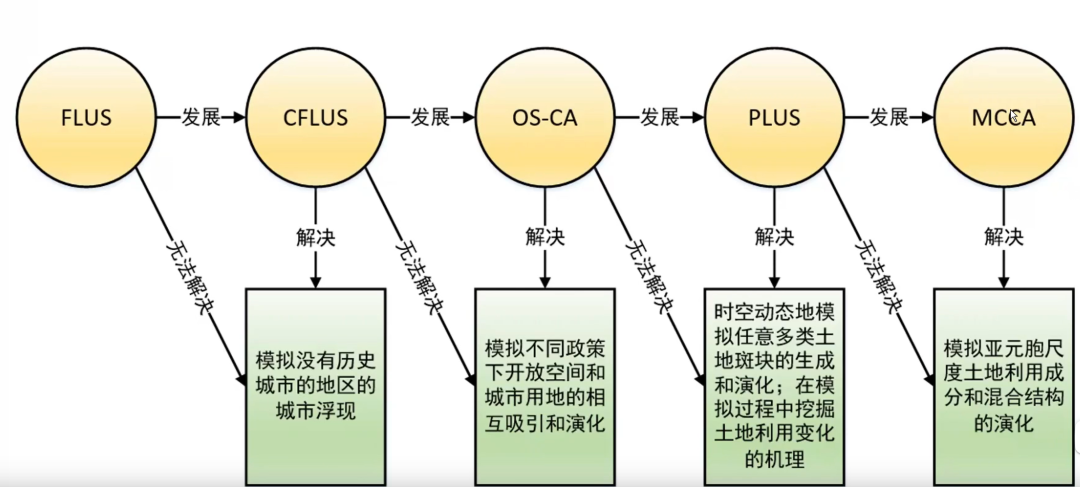 FLUS
发展
CFLUS
发展
OS-CA
发展
PLUS
发展
MCCA
无法解决
解决
无法解决
解决
无法解决
解决
无法解决
解决
模拟没有历史
城市的地区的
城市浮现
模拟不同政策
下开放空间和
城市用地的相
互吸引和演化
时空动态地模
拟任意多类土
地斑块的生成
和演化；在模
拟过程中挖掘
土地利用变化
的机理
模拟亚元胞尺
度土地利用成
分和混合结构
的演化